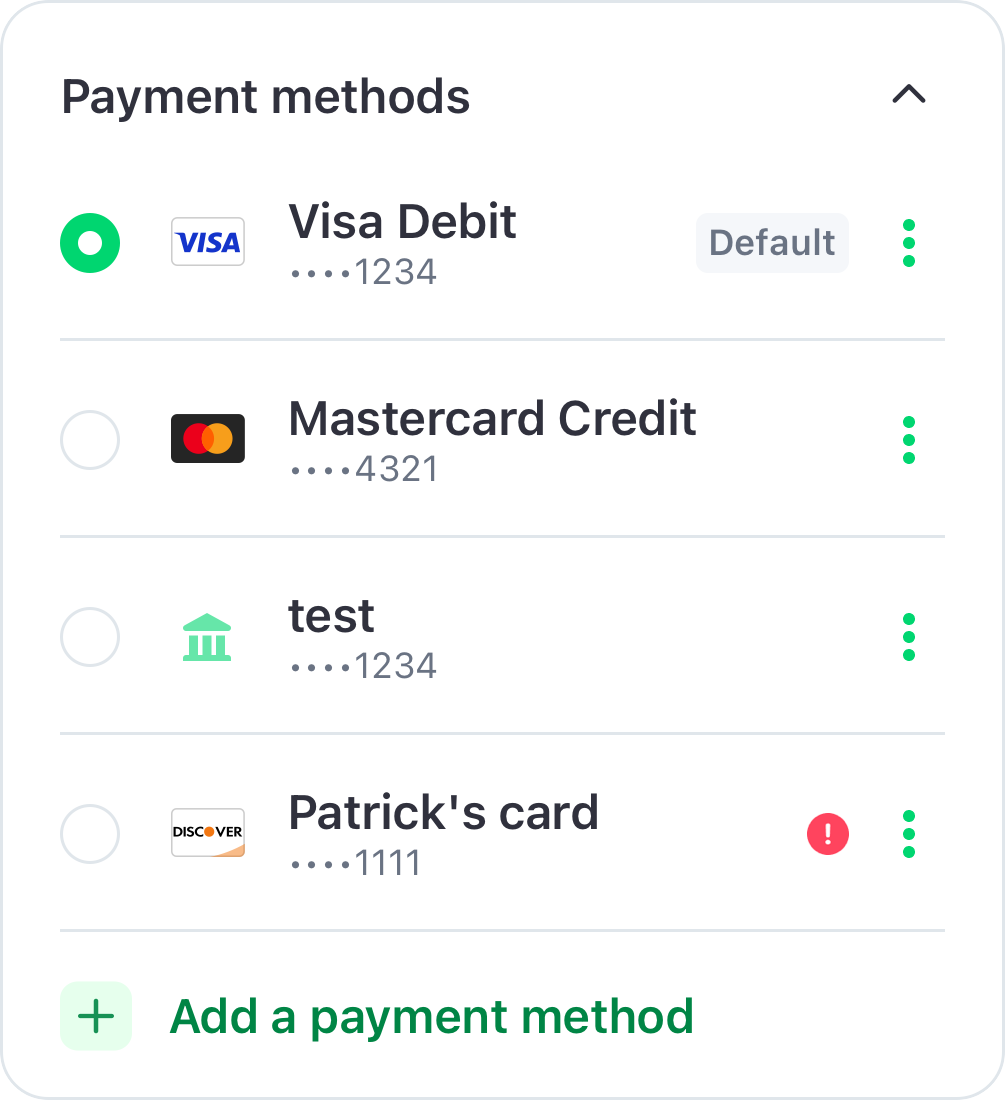 Payment methods
VISA
Visa Debit
Default
••••1234
Mastercard Credit
••••4321
test
••••1234
DISCOVER
Patrick's card
!
••••1111
+
Add a payment method